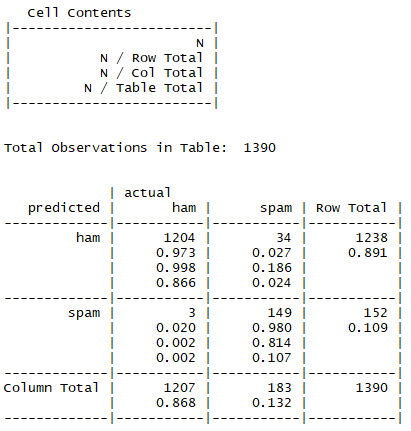 Cell Contents
|-------------------------|
| N |
| N / Row Total |
| N / Col Total |
| N / Table Total |
|-------------------------|
Total Observations in Table: 1390
| actual
predicted | ham | spam | Row Total |
-------------|-----------|-----------|-----------|
ham | 1204 | 34 | 1238 |
| 0.973 | 0.027 | 0.891 |
| 0.998 | 0.186 | |
| 0.866 | 0.024 | |
-------------|-----------|-----------|-----------|
spam | 3 | 149 | 152 |
| 0.020 | 0.980 | 0.109 |
| 0.002 | 0.814 | |
| 0.002 | 0.107 | |
-------------|-----------|-----------|-----------|
Column Total | 1207 | 183 | 1390 |
| 0.868 | 0.132 | |
-------------|-----------|-----------|-----------|